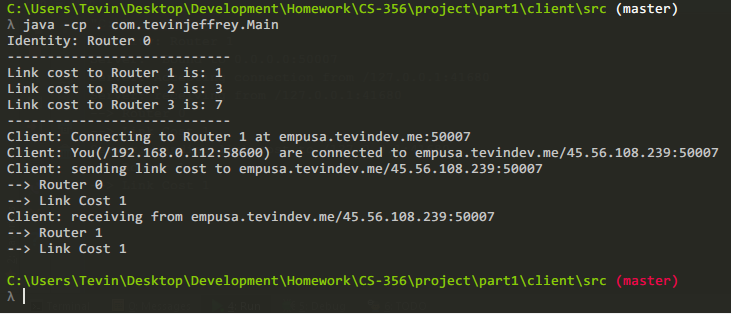 C:\Users\Tevin\Desktop\Development\Homework\CS-356\project\part1\client\src (master)
λ java -cp . com.tevinjeffrey.Main
Identity: Router 0
----------------------------
Link cost to Router 1 is: 1
Link cost to Router 2 is: 3
Link cost to Router 3 is: 7
----------------------------
Client: Connecting to Router 1 at empusa.tevindev.me:50007
Client: You(/192.168.0.112:58600) are connected to empusa.tevindev.me/45.56.108.239:50007
Client: sending link cost to empusa.tevindev.me/45.56.108.239:50007
--> Router 0
--> Link Cost 1
Client: receiving from empusa.tevindev.me/45.56.108.239:50007
--> Router 1
--> Link Cost 1
C:\Users\Tevin\Desktop\Development\Homework\CS-356\project\part1\client\src (master)
λ